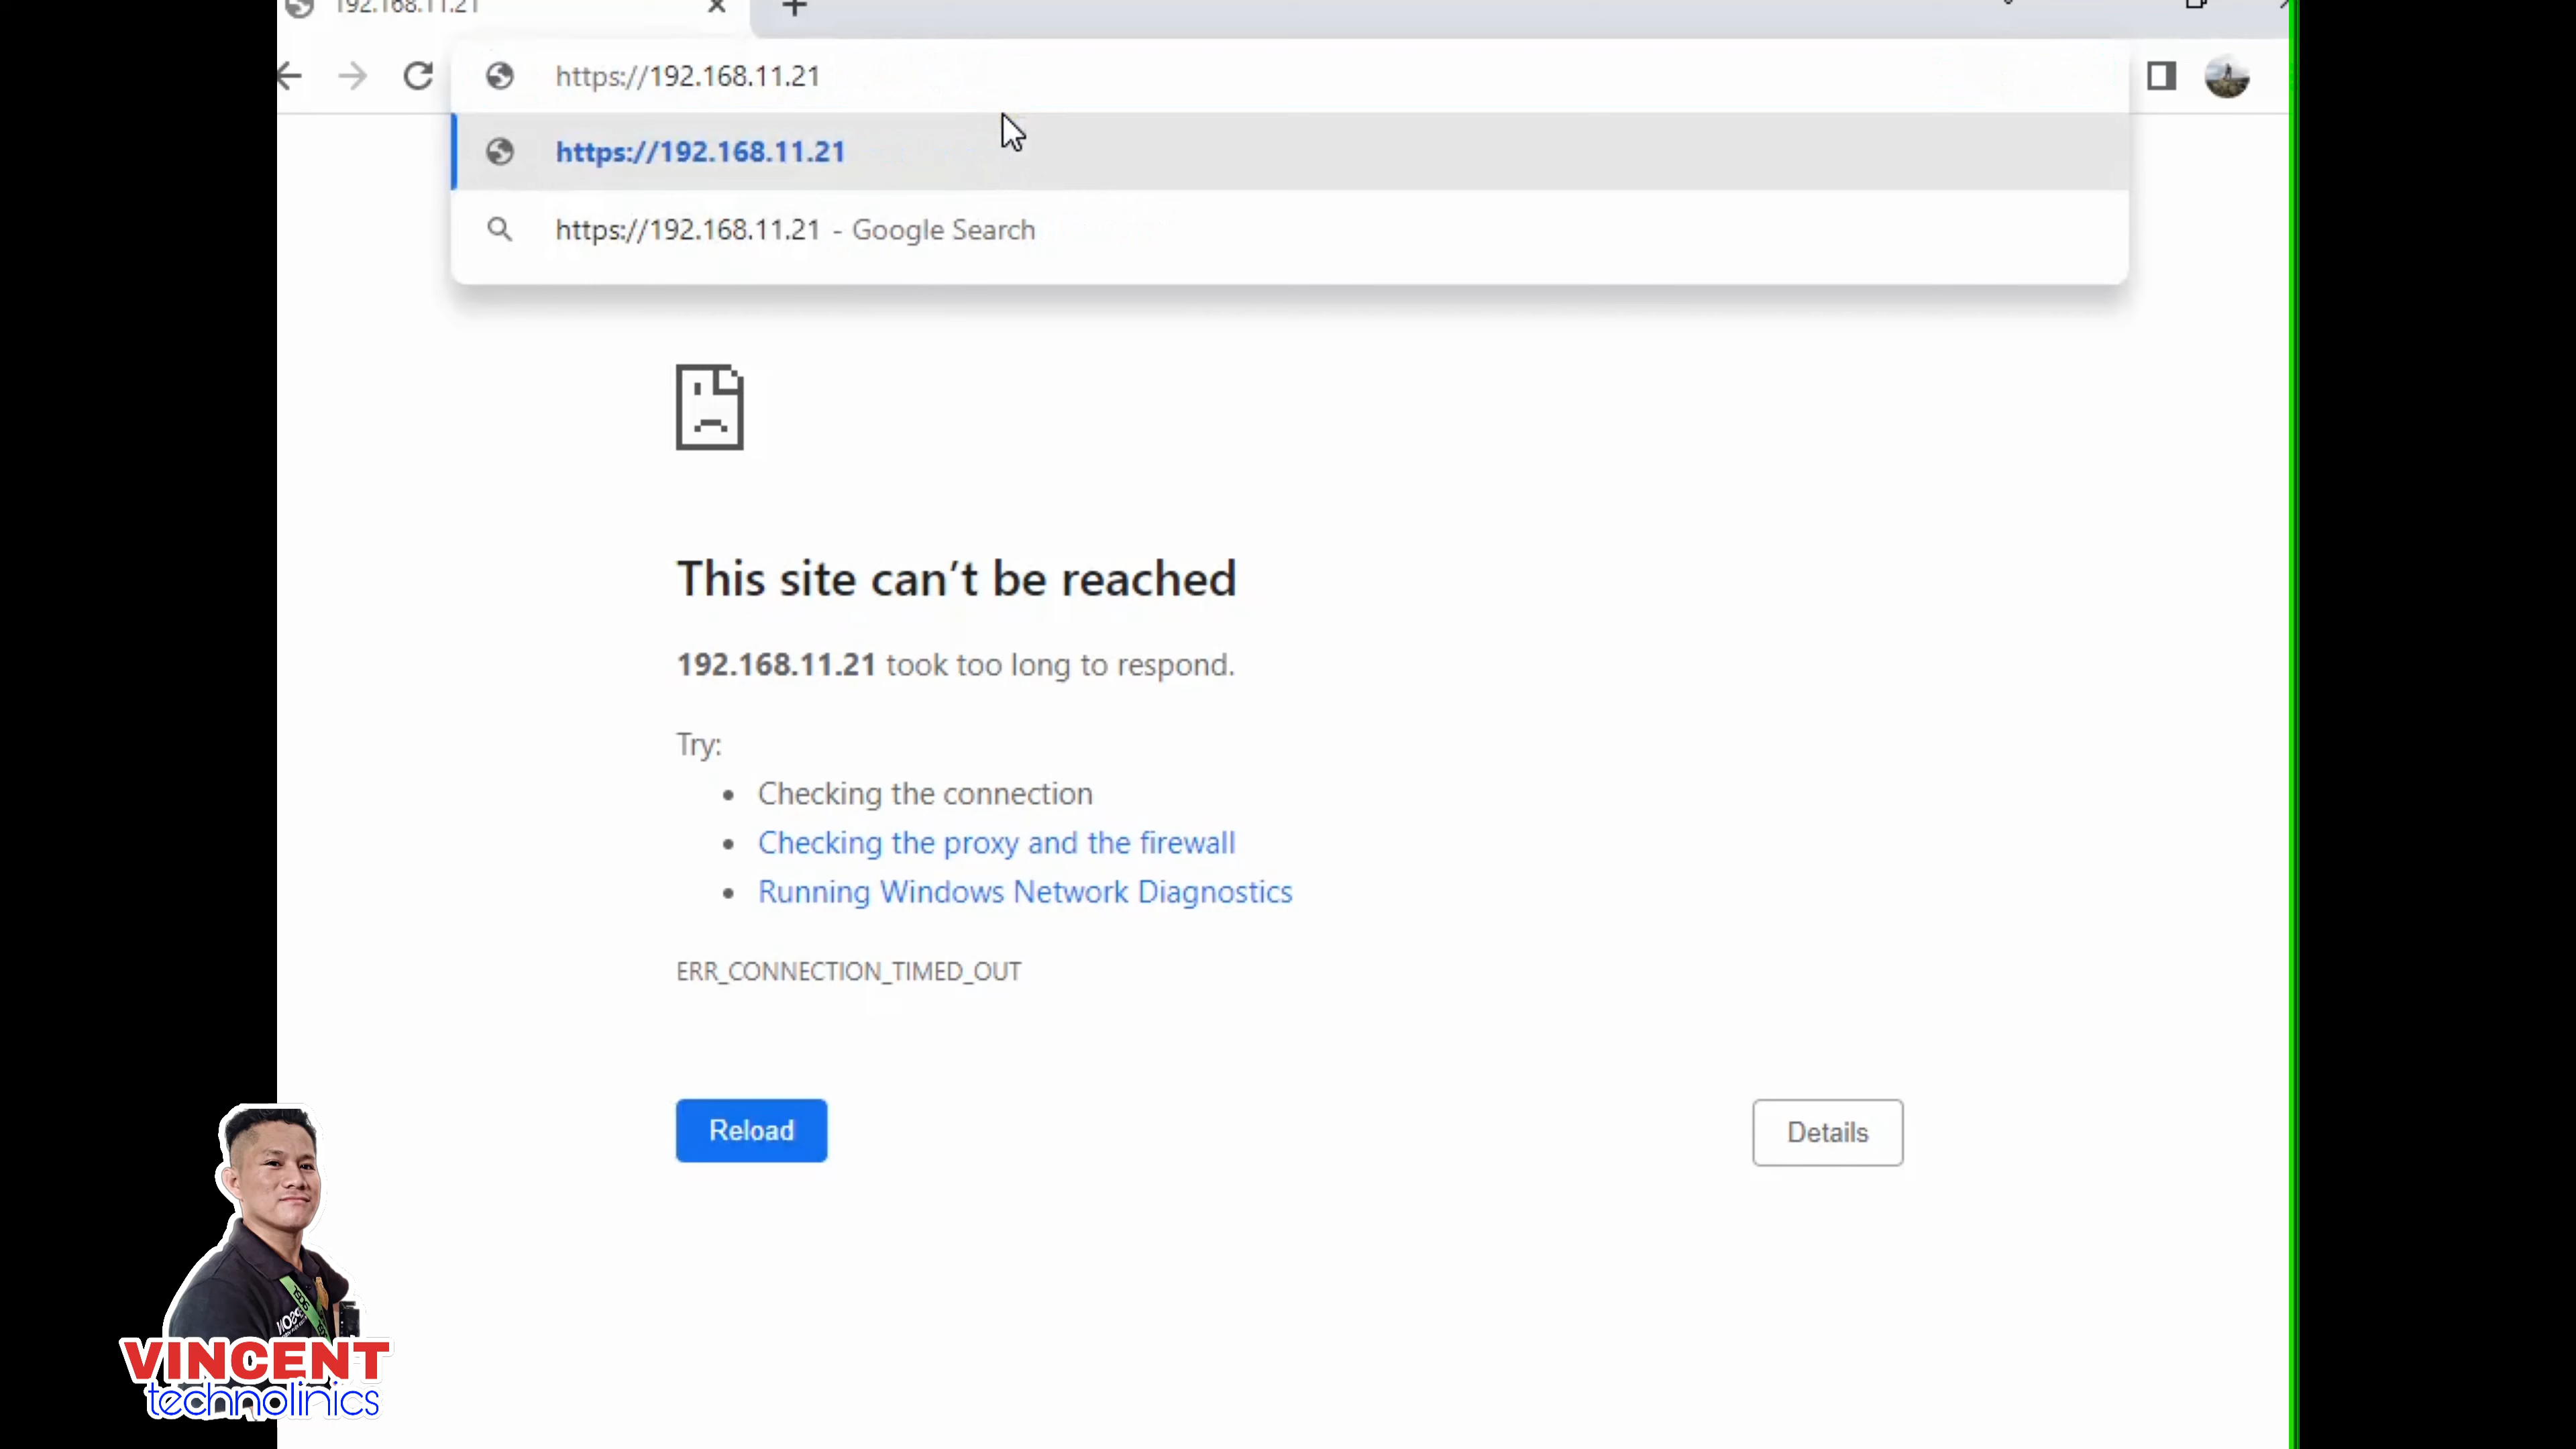 192.168.11.21
https://192.168.11.21
https://192.168.11.21
https://192.168.11.21 - Google Search
This site can’t be reached
192.168.11.21 took too long to respond.
Try:
• Checking the connection
• Checking the proxy and the firewall
• Running Windows Network Diagnostics
ERR_CONNECTION_TIMED_OUT
Reload
Details
VINCENT
technolinics